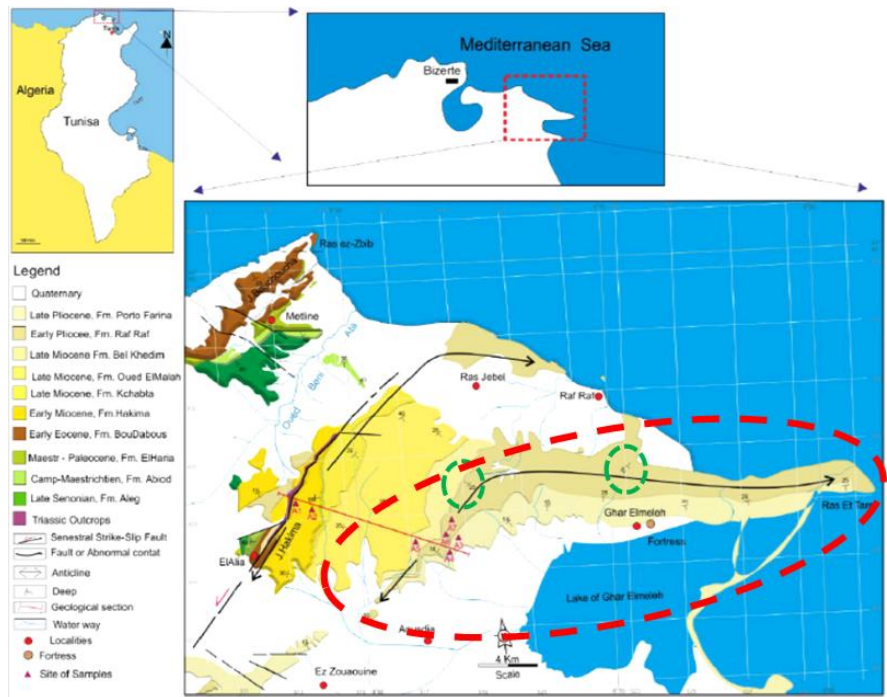 Algeria
Tunisa
Tunis
N
Mediterranean Sea
Bizerte
Legend
Quaternary
Late Pliocene, Fm. Porto Farina
Early Pliocee, Fm. Raf Raf
Late Miocene Fm. Bel Khedim
Late Miocene, Fm. Oued ElMalah
Late Miocene, Fm. Kchabta
Early Miocene, Fm.Hakima
Early Eocene, Fm. BouDabous
Maestr - Paleocene, Fm. ElHaria
Camp-Maestrichtien, Fm. Abiod
Late Senonian, Fm. Aleg
Triassic Outcrops
Senestral Strike-Slip Fault
Fault or Abnormal contat
Anticline
Deep
Geological section
Water way
Localities
Fortress
Site of Samples
Ras ez-Zbib
Metline
Oued Beni Ata
Ras Jebel
Raf Raf
J.Hakima
ElAlia
Ghar Elmeleh
Fortress
Lake of Ghar Elmeleh
Ez Zouaouine
4 Km
Scale